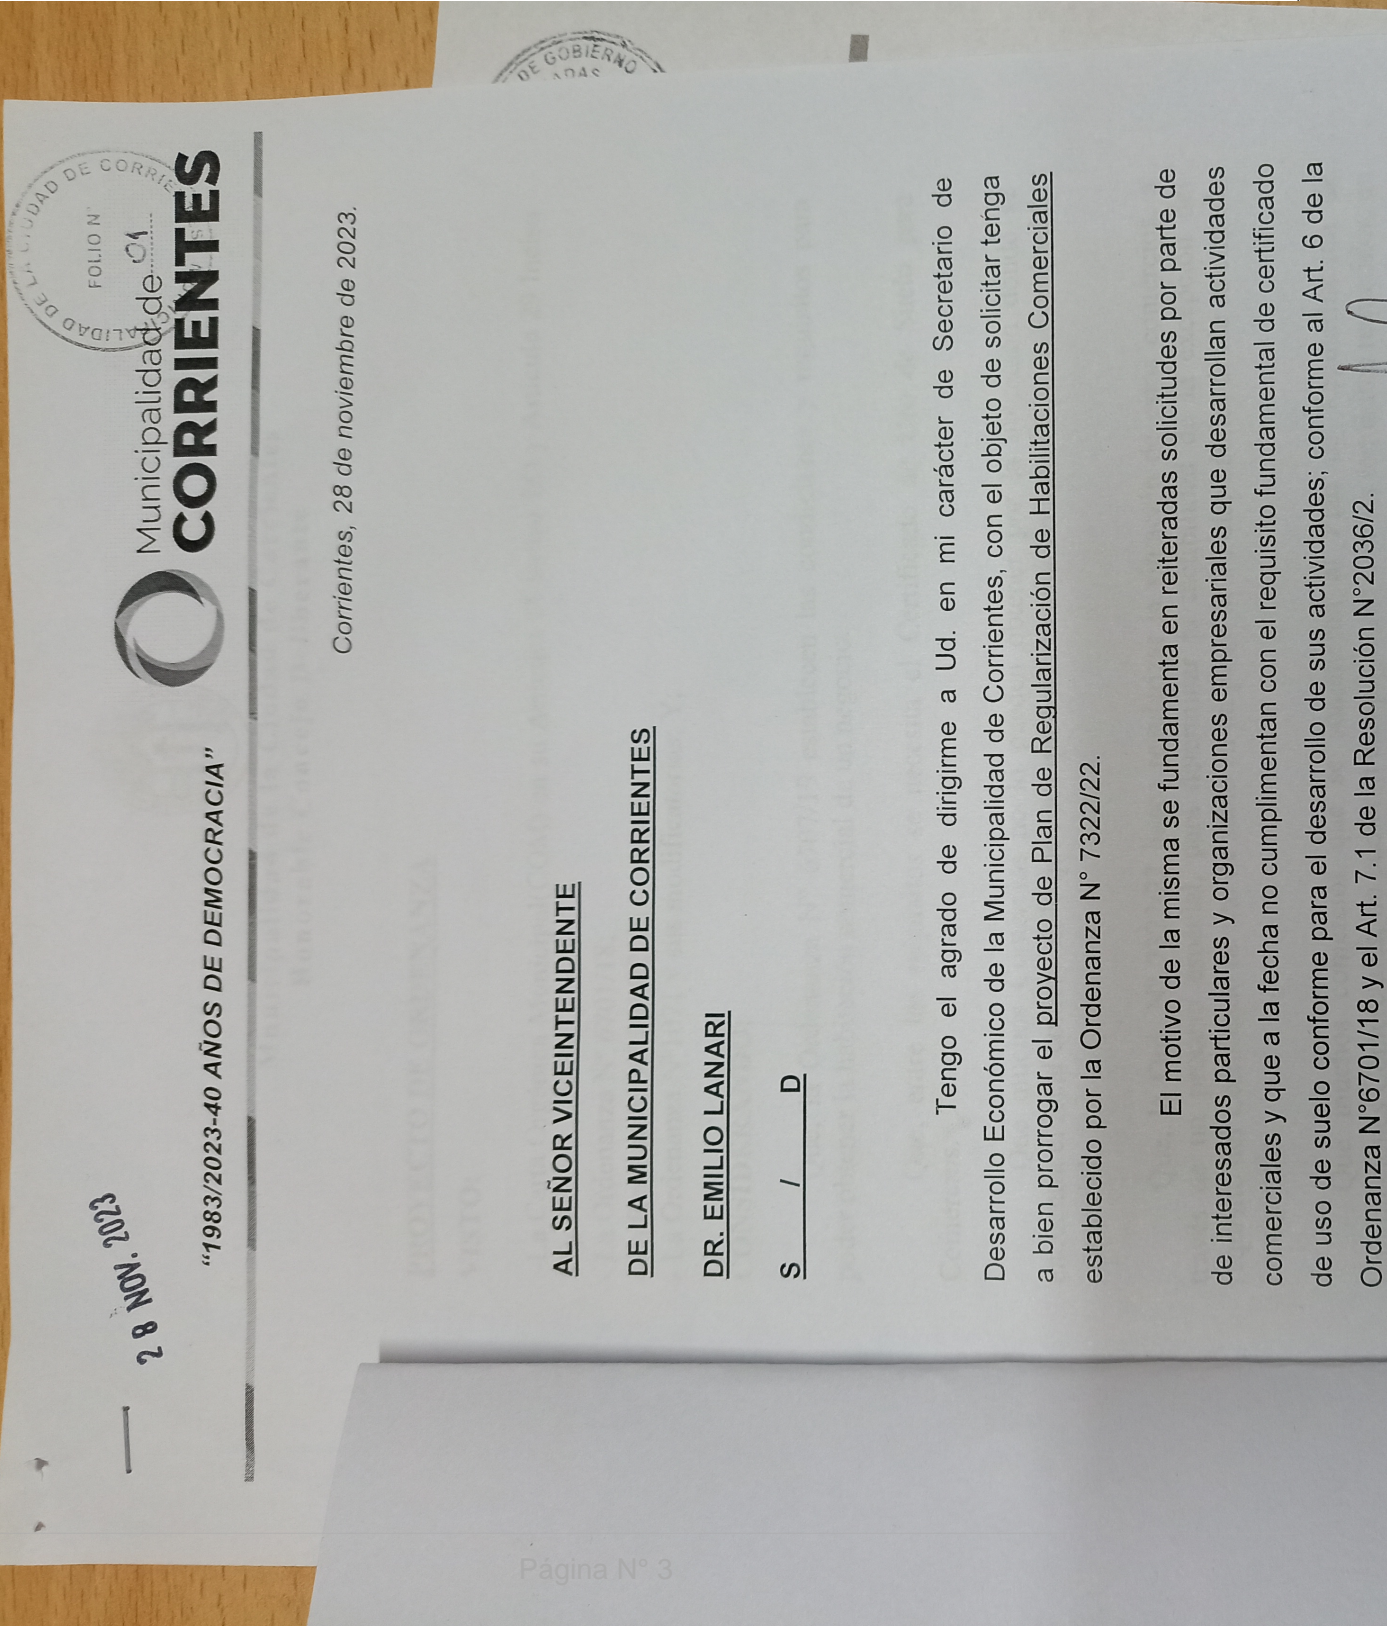 28 NOV. 2023
DE LA CIUDAD DE CORRIE
FOLIO N° 01
Municipalidad de
CORRIENTES
“1983/2023-40 AÑOS DE DEMOCRACIA”
Corrientes, 28 de noviembre de 2023.
AL SEÑOR VICEINTENDENTE
DE LA MUNICIPALIDAD DE CORRIENTES
DR. EMILIO LANARI
S / D
Tengo el agrado de dirigirme a Ud. en mi carácter de Secretario de
Desarrollo Económico de la Municipalidad de Corrientes, con el objeto de solicitar tenga
a bien prorrogar el proyecto de Plan de Regularización de Habilitaciones Comerciales
establecido por la Ordenanza N° 7322/22.
El motivo de la misma se fundamenta en reiteradas solicitudes por parte de
de interesados particulares y organizaciones empresariales que desarrollan actividades
comerciales y que a la fecha no cumplimentan con el requisito fundamental de certificado
de uso de suelo conforme para el desarrollo de sus actividades; conforme al Art. 6 de la
Ordenanza N°6701/18 y el Art. 7.1 de la Resolución N°2036/2.
DE GOBIERNO
Página N° 3